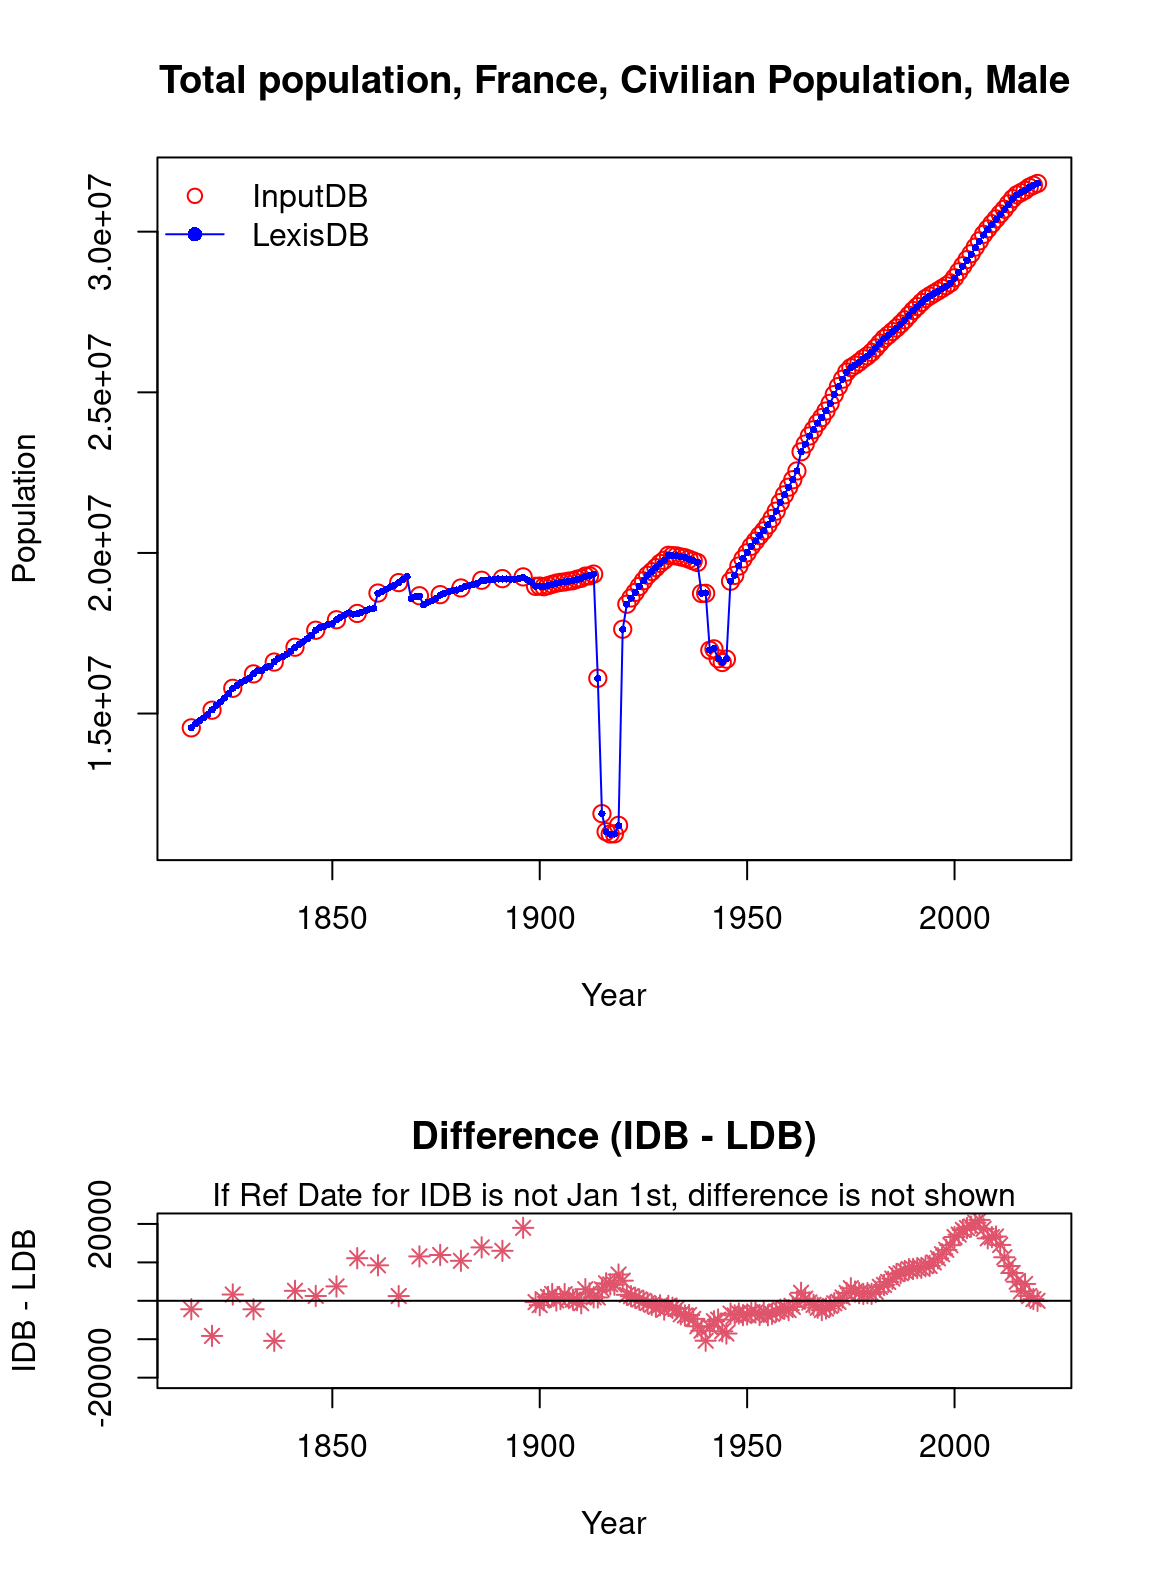 Total population, France, Civilian Population, Male
InputDB
LexisDB
Population
3.0e+07
2.5e+07
2.0e+07
1.5e+07
1850
1900
1950
2000
Year
Difference (IDB - LDB)
If Ref Date for IDB is not Jan 1st, difference is not shown
IDB - LDB
20000
-20000
1850
1900
1950
2000
Year